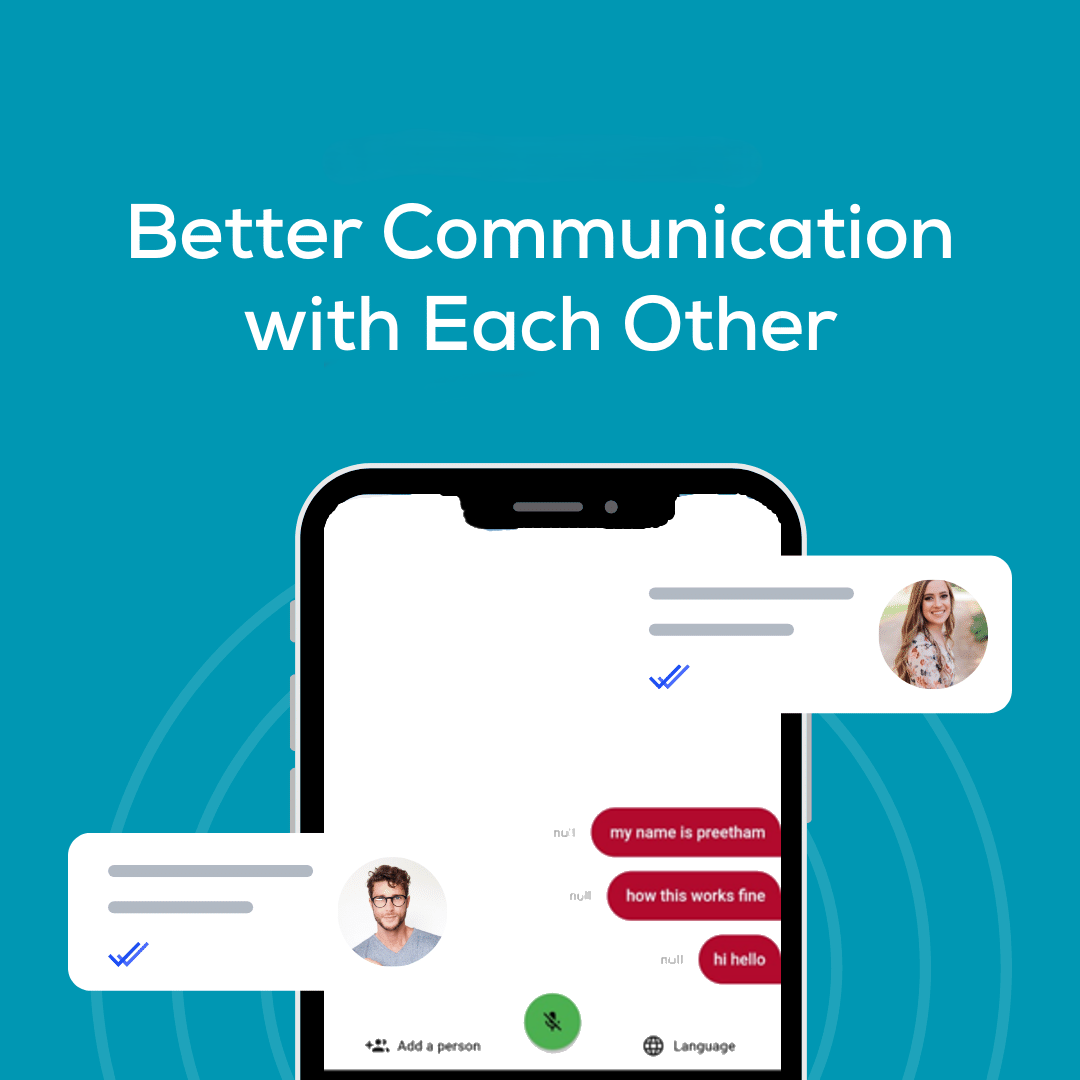 Better Communication
with Each Other
null my name is preetham
null how this works fine
null hi hello
Add a person Language